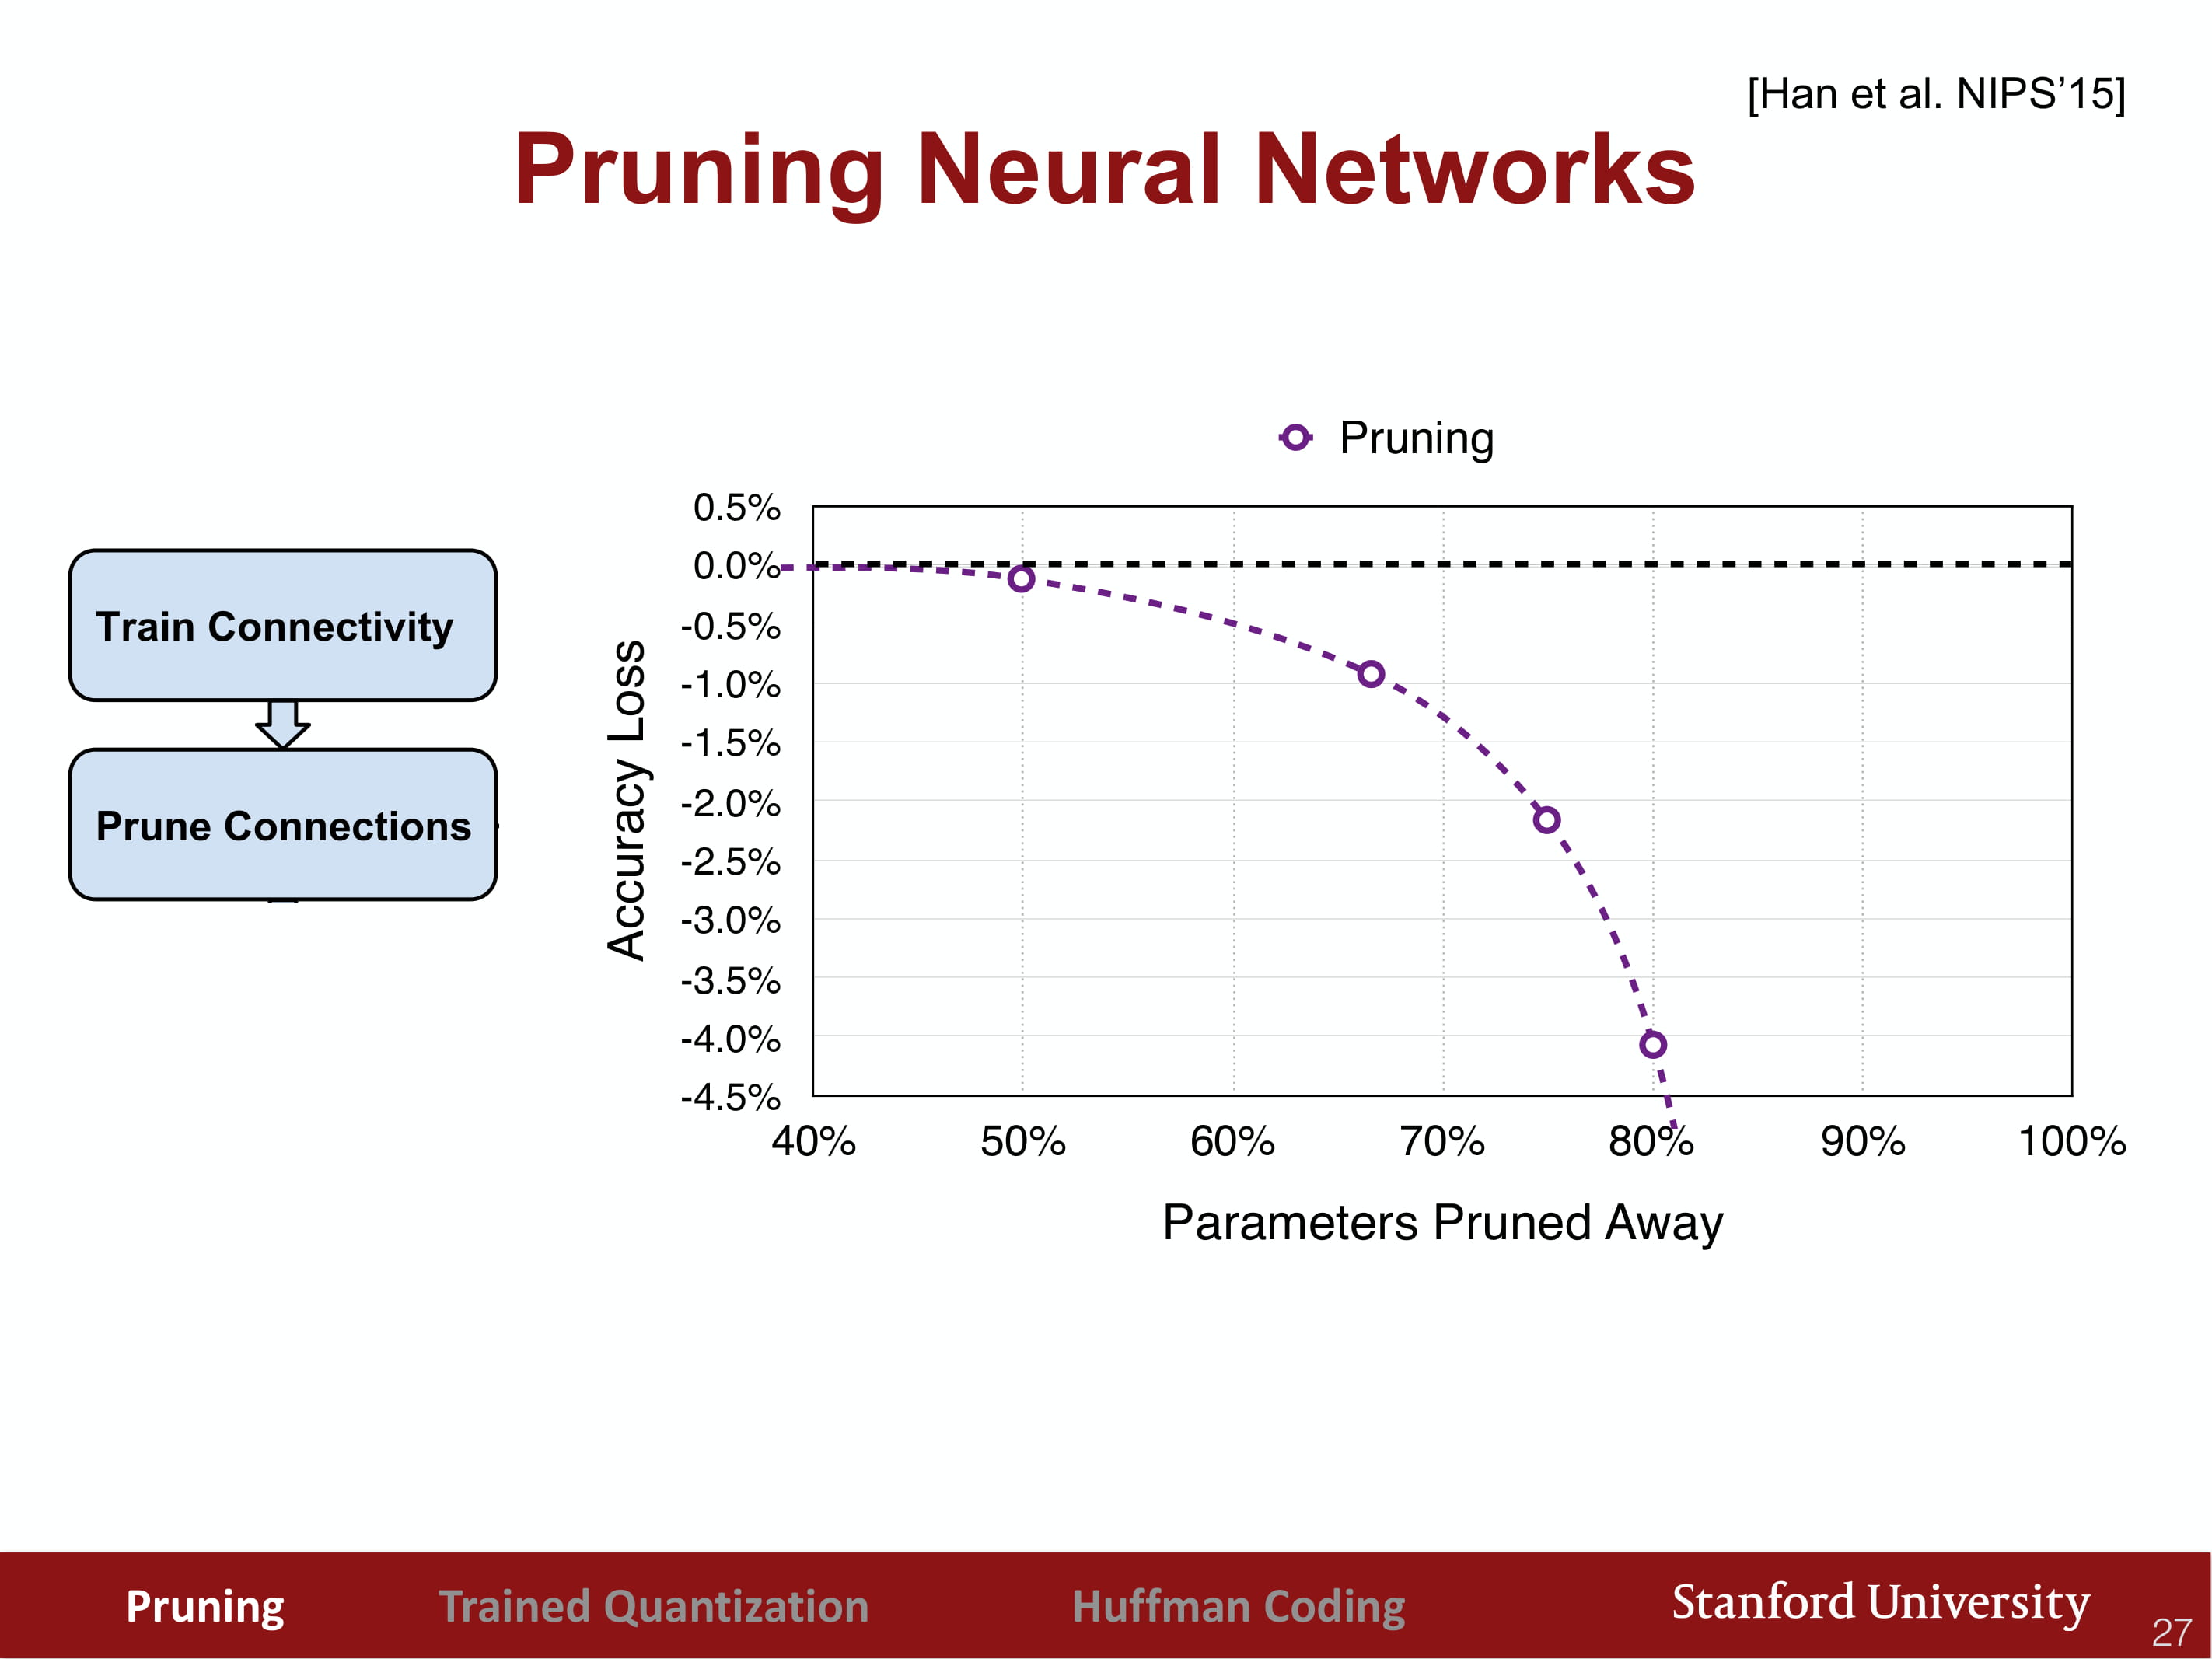 [Han et al. NIPS’15]
Pruning Neural Networks
Train Connectivity
Prune Connections
Pruning
Accuracy Loss
0.5%
0.0%
-0.5%
-1.0%
-1.5%
-2.0%
-2.5%
-3.0%
-3.5%
-4.0%
-4.5%
40% 50% 60% 70% 80% 90% 100%
Parameters Pruned Away
Pruning Trained Quantization Huffman Coding Stanford University 27